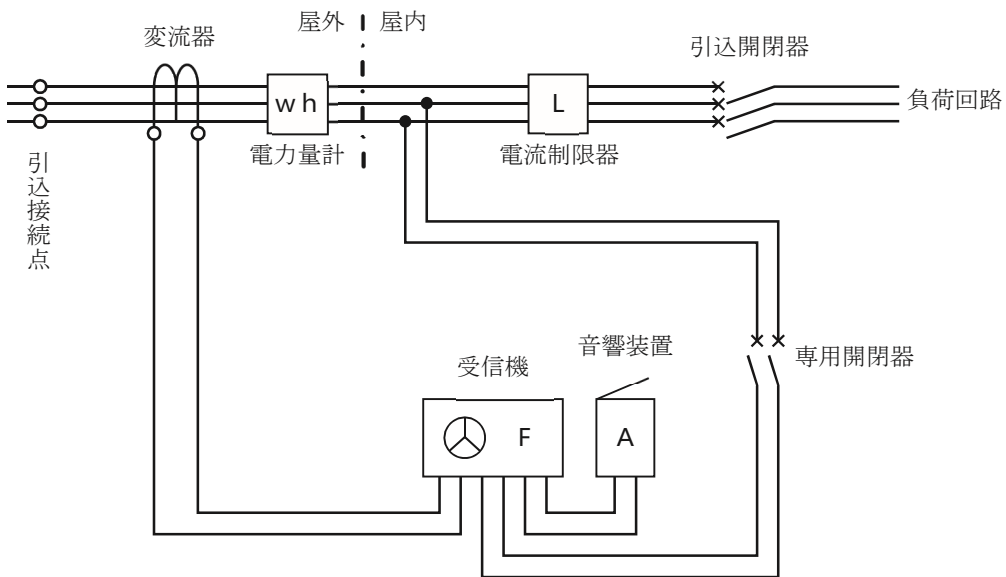 屋外
屋内
変流器
引込開閉器
wh
L
負荷回路
電力量計
電流制限器
引込接続点
音響装置
専用開閉器
受信機
F
A